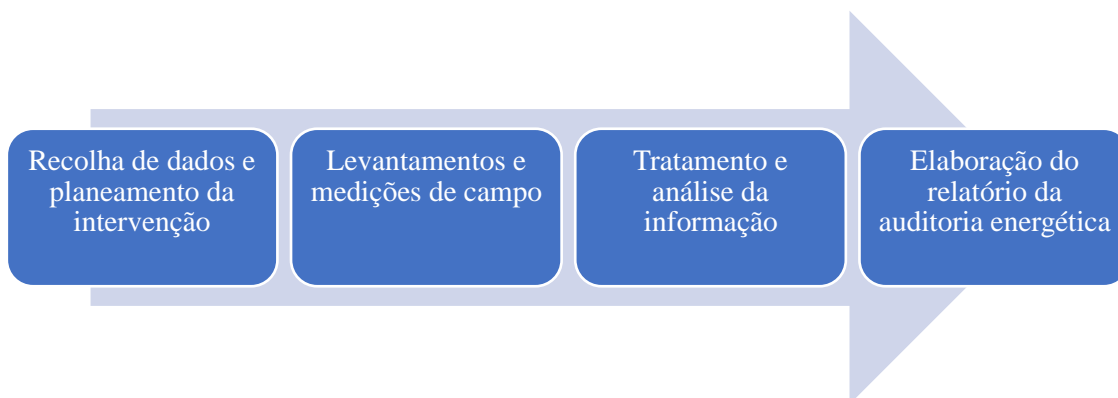 Recolha de dados e
planeamento da
intervenção
Levantamentos e
medições de campo
Tratamento e
análise da
informação
Elaboração do
relatório da
auditoria energética